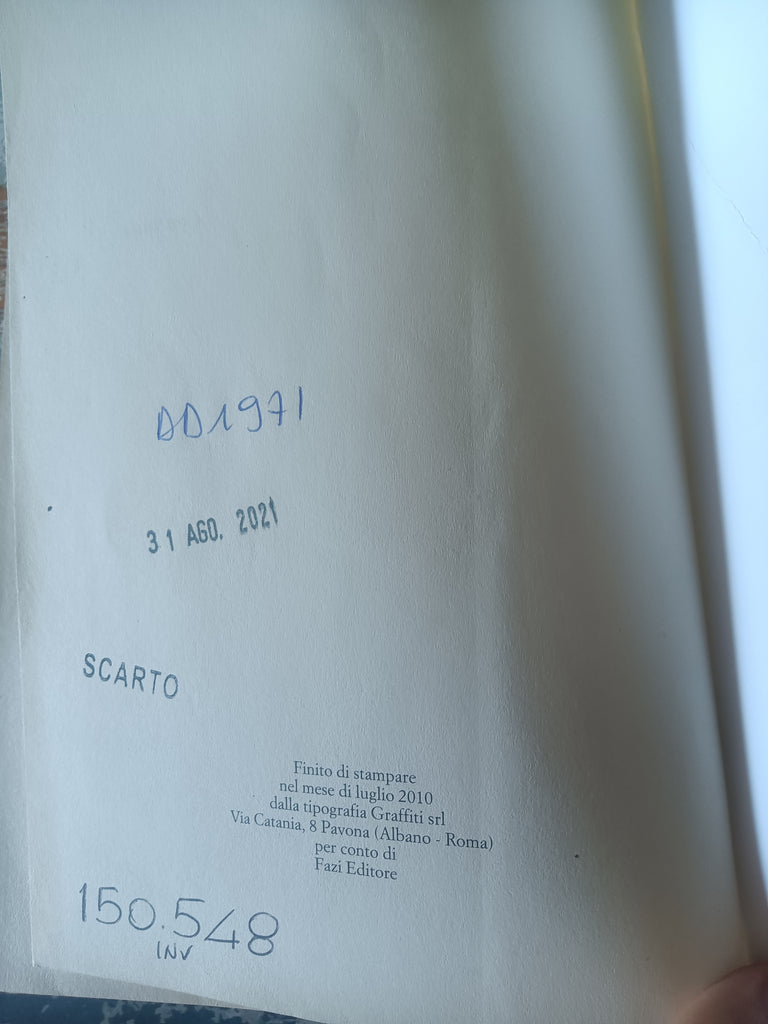 DD1971
31 AGO. 2021
SCARTO
Finito di stampare
nel mese di luglio 2010
dalla tipografia Graffiti srl
Via Catania, 8 Pavona (Albano - Roma)
per conto di
Fazi Editore
150.548
INV